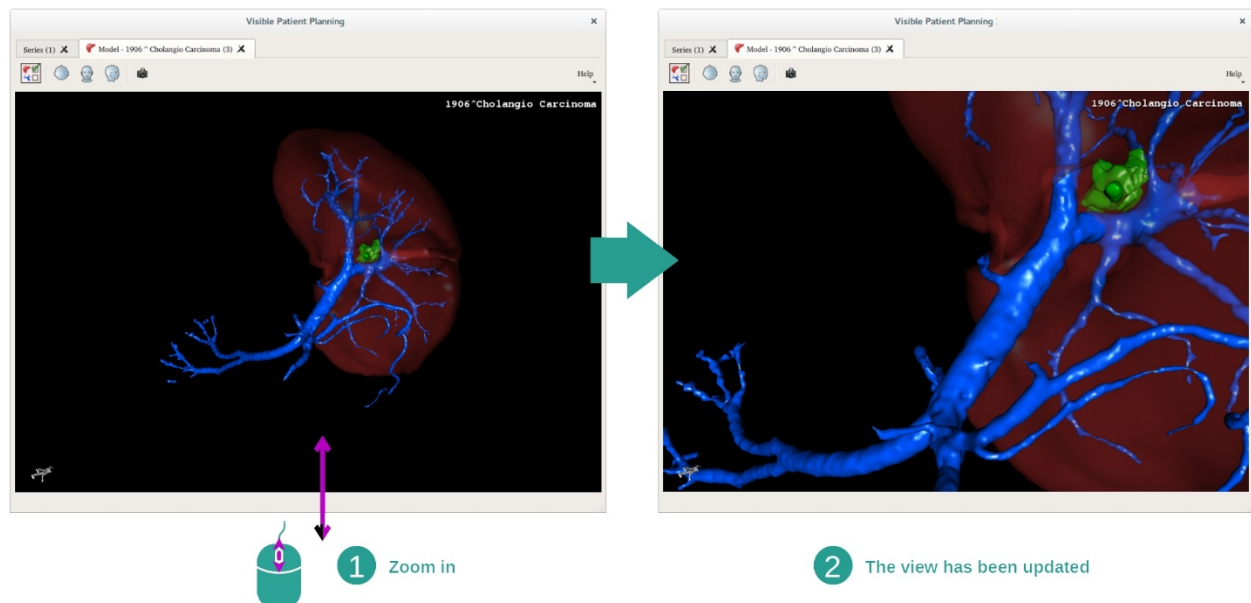 Visible Patient Planning
Series (1) Model - 1906 ^ Cholangio Carcinoma (3)
Help
1906^Cholangio Carcinoma
Visible Patient Planning
Series (1) Model - 1906 ^ Cholangio Carcinoma (3)
Help
1906^Cholangio Carcinoma
1 Zoom in
2 The view has been updated